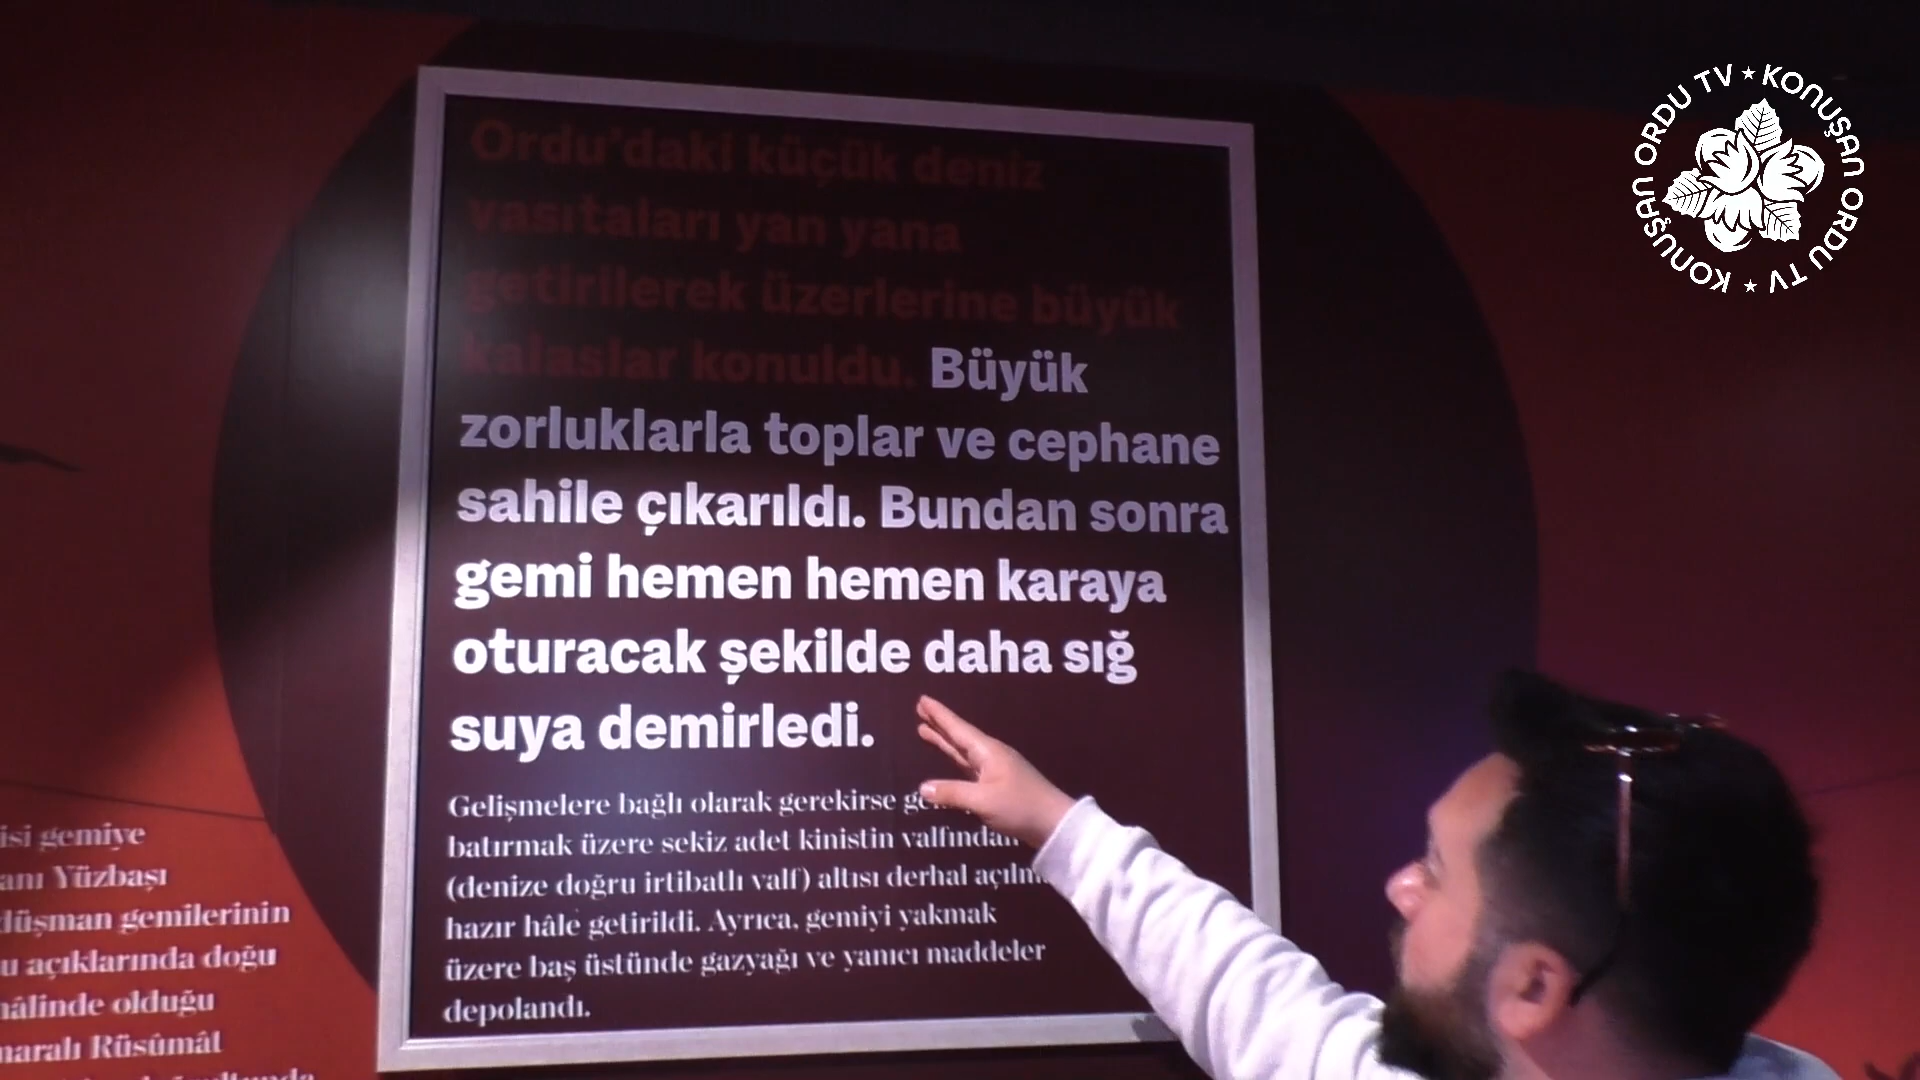 Ordu'daki küçük deniz
vasıtaları yan yana
getirilerek üzerlerine büyük
kalaslar konuldu. Büyük
zorluklarla toplar ve cephane
sahile çıkarıldı. Bundan sonra
gemi hemen hemen karaya
oturacak şekilde daha sığ
suya demirledi.
Gelişmelere bağlı olarak gerekirse
batırmak üzere sekiz adet kinistin valfından
(denize doğru irtibatlı valf) altısı derhal
hazır hâle getirildi. Ayrıca, gemiyi yakmak
üzere baş üstünde gazyağı ve yanıcı maddeler
depolandı.
gemiye
Yüzbaşı
düşman gemilerinin
açıklarında doğu
hâlinde olduğu
Rüsûmât
KONUŞAN ORDU TV ★ KONUŞAN ORDU TV ★